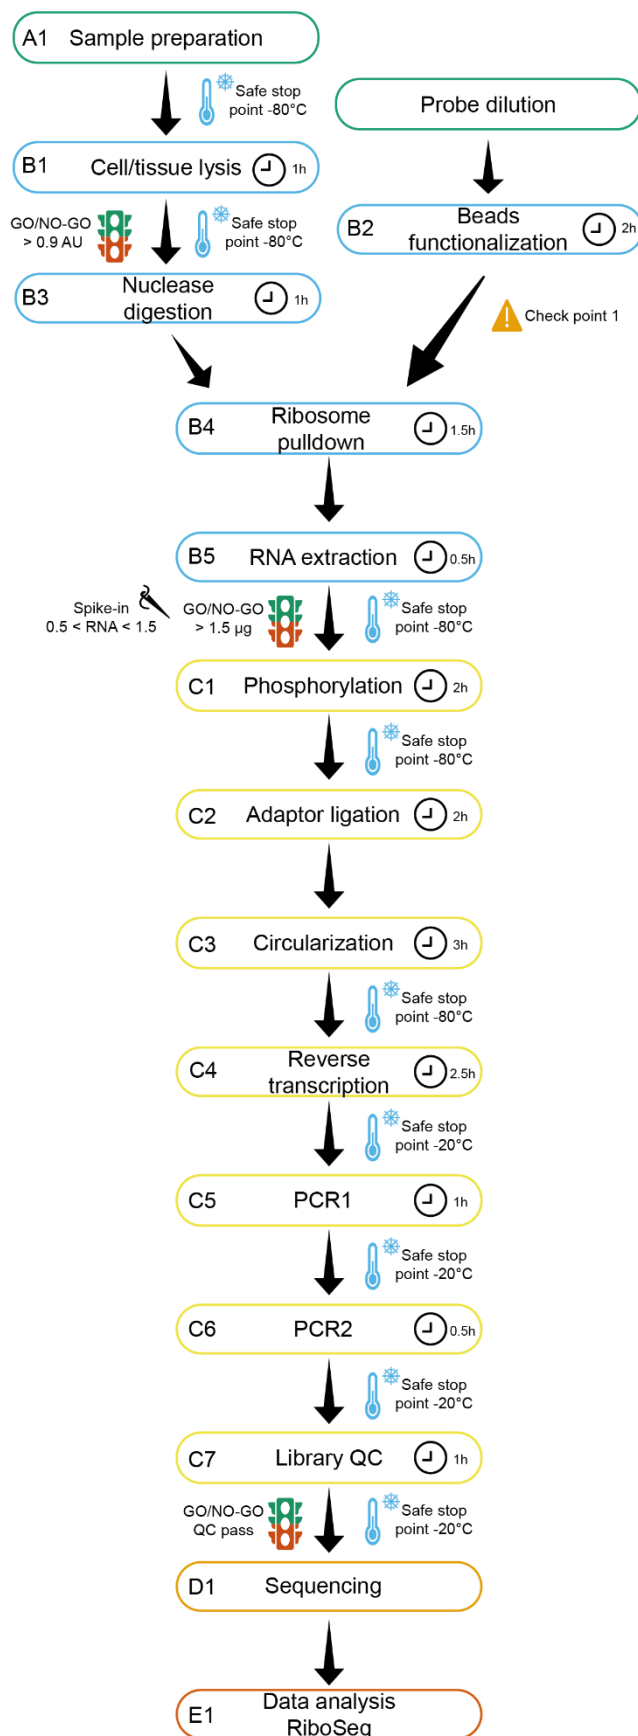 A1 Sample preparation
Safe stop
point -80°C
Probe dilution
B1 Cell/tissue lysis 1h
GO/NO-GO
> 0.9 AU
Safe stop
point -80°C
B2 Beads
functionalization 2h
B3 Nuclease
digestion 1h
Check point 1
B4 Ribosome
pulldown 1.5h
B5 RNA extraction 0.5h
Spike-in
0.5 < RNA < 1.5
GO/NO-GO
> 1.5 µg
Safe stop
point -80°C
C1 Phosphorylation 2h
Safe stop
point -80°C
C2 Adaptor ligation 2h
C3 Circularization 3h
Safe stop
point -80°C
C4 Reverse
transcription 2.5h
Safe stop
point -20°C
C5 PCR1 1h
Safe stop
point -20°C
C6 PCR2 0.5h
Safe stop
point -20°C
C7 Library QC 1h
GO/NO-GO
QC pass
Safe stop
point -20°C
D1 Sequencing
E1 Data analysis
RiboSeq